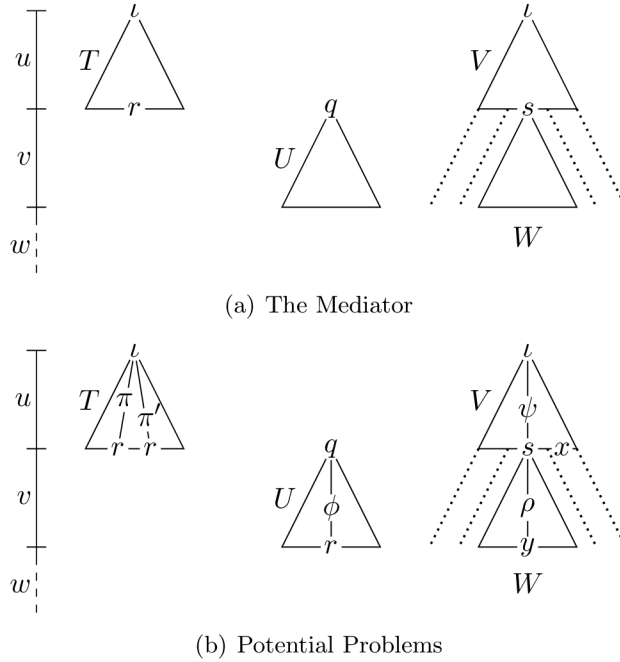 ι ι
u T V
r q s
v U
w W
(a) The Mediator
ι ι
u T π π′ V ψ
r r q s x
v U ϕ ρ
r y
w W
(b) Potential Problems